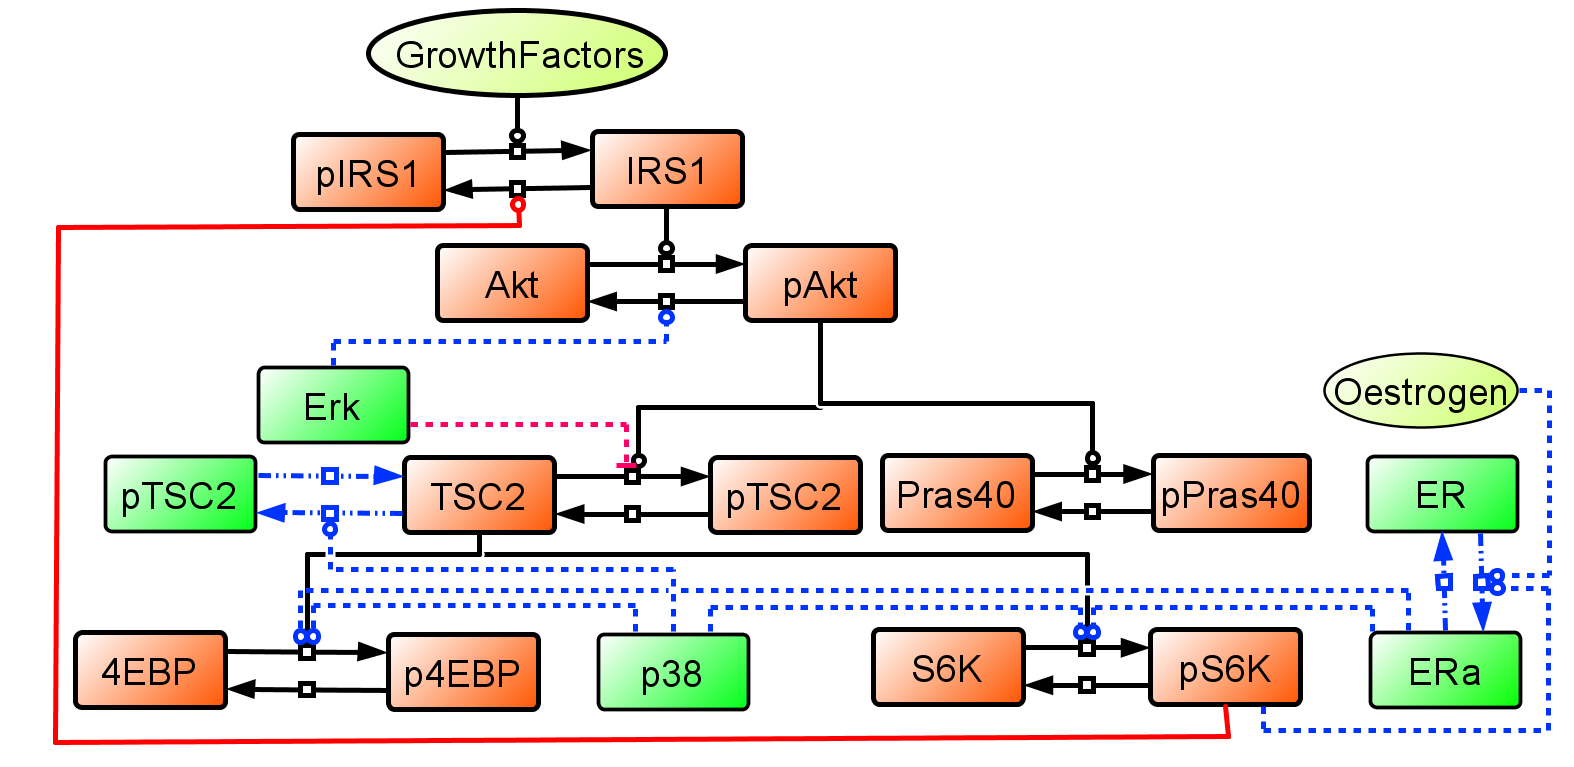 GrowthFactors
pIRS1
IRS1
Akt
pAkt
Erk
Oestrogen
pTSC2
TSC2
pTSC2
Pras40
pPras40
ER
4EBP
p4EBP
p38
S6K
pS6K
ERa